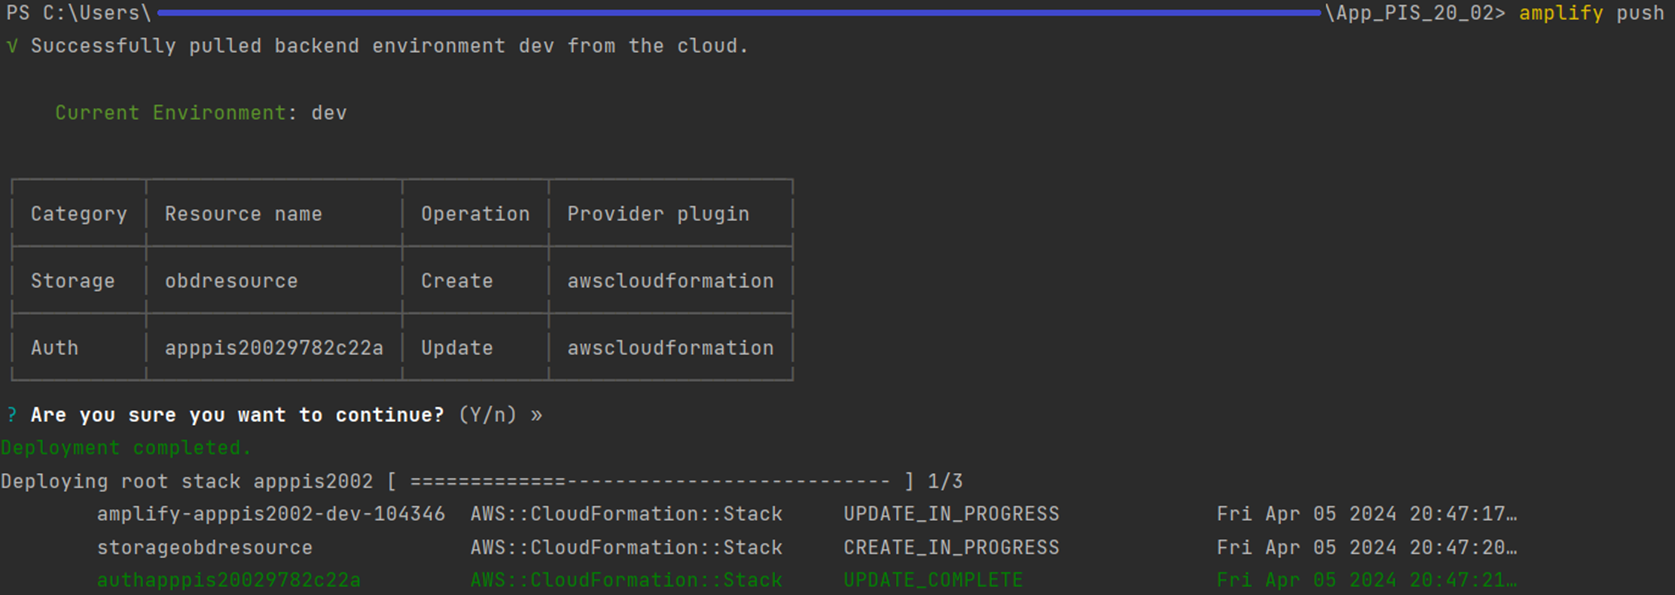 PS C:\Users\ \App_PIS_20_02> amplify push
√ Successfully pulled backend environment dev from the cloud.
Current Environment: dev
Category Resource name Operation Provider plugin
Storage obdresource Create awscloudformation
Auth apppis20029782c22a Update awscloudformation
? Are you sure you want to continue? (Y/n) »
Deployment completed.
Deploying root stack apppis2002 [ =============--------------------------- ] 1/3
amplify-apppis2002-dev-104346 AWS::CloudFormation::Stack UPDATE_IN_PROGRESS Fri Apr 05 2024 20:47:17…
storageobdresource AWS::CloudFormation::Stack CREATE_IN_PROGRESS Fri Apr 05 2024 20:47:20…
authapppis20029782c22a AWS::CloudFormation::Stack UPDATE_COMPLETE Fri Apr 05 2024 20:47:21…